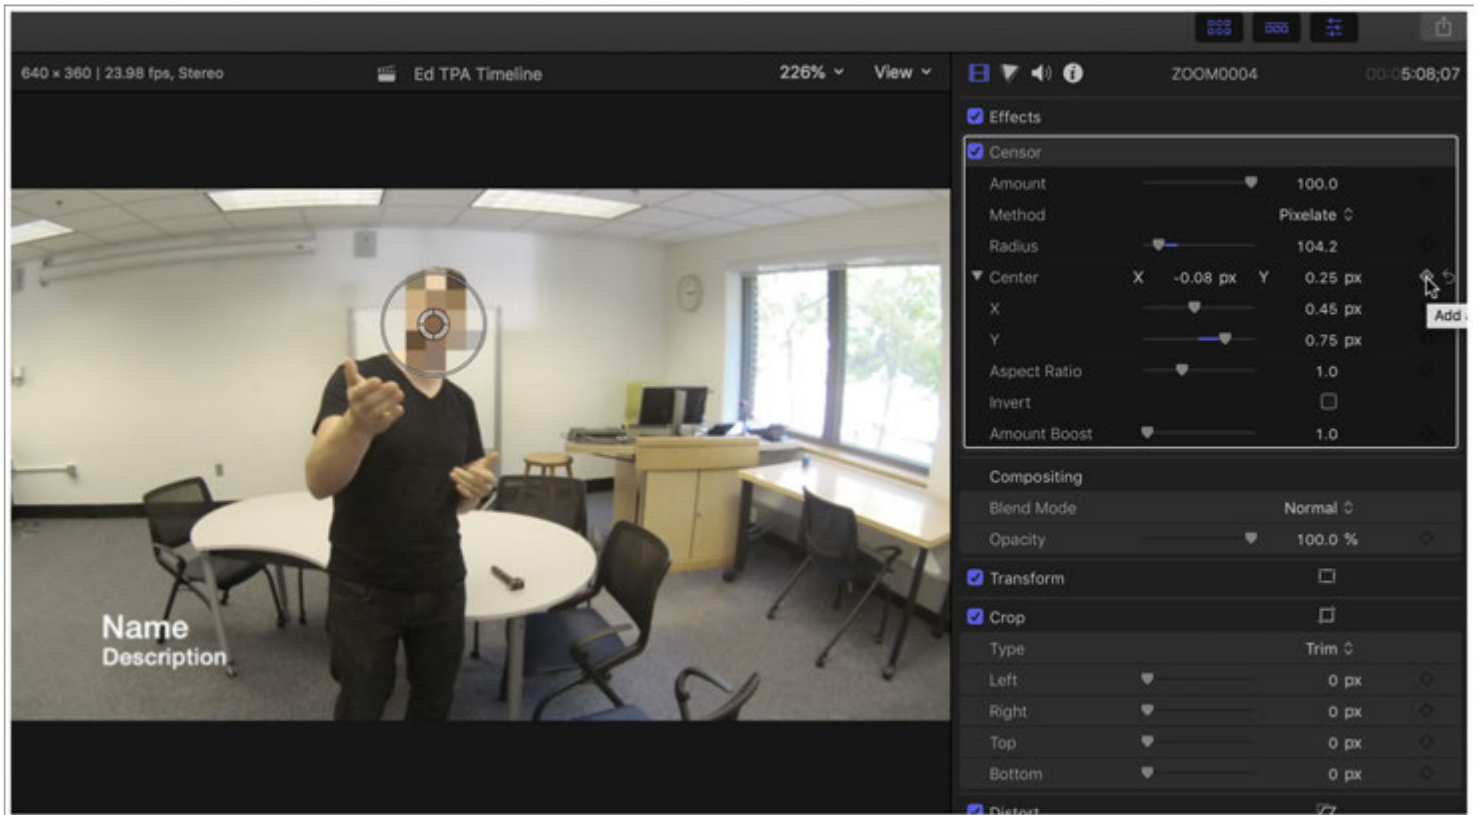 640 × 360 | 23.98 fps, Stereo
Ed TPA Timeline
226%
View
ZOOM0004
00:05:08;07
Effects
Censor
Amount 100.0
Method Pixelate
Radius 104.2
Center X -0.08 px Y 0.25 px
X 0.45 px
Add
Y 0.75 px
Aspect Ratio 1.0
Invert
Amount Boost 1.0
Compositing
Blend Mode Normal
Opacity 100.0 %
Transform
Crop
Type Trim
Left 0 px
Right 0 px
Top 0 px
Bottom 0 px
Distort
Name
Description